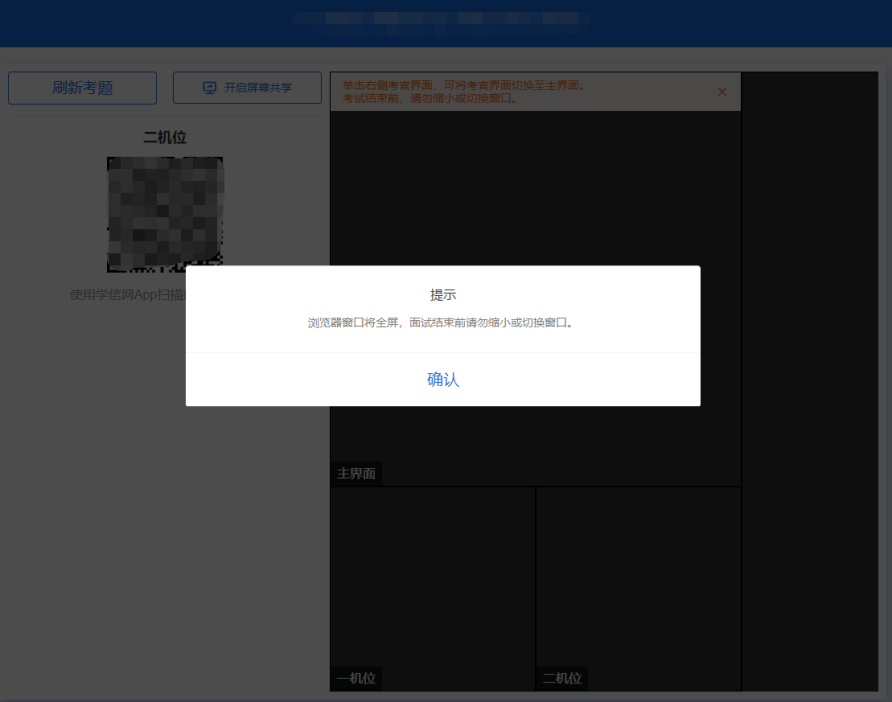 刷新考题
开启屏幕共享
单击右侧考官界面,可将考官界面切换至主界面。
考试结束前,请勿缩小或切换窗口。
二机位
使用学信网App扫描
提示
浏览器窗口将全屏,面试结束前请勿缩小或切换窗口。
确认
主界面
一机位
二机位